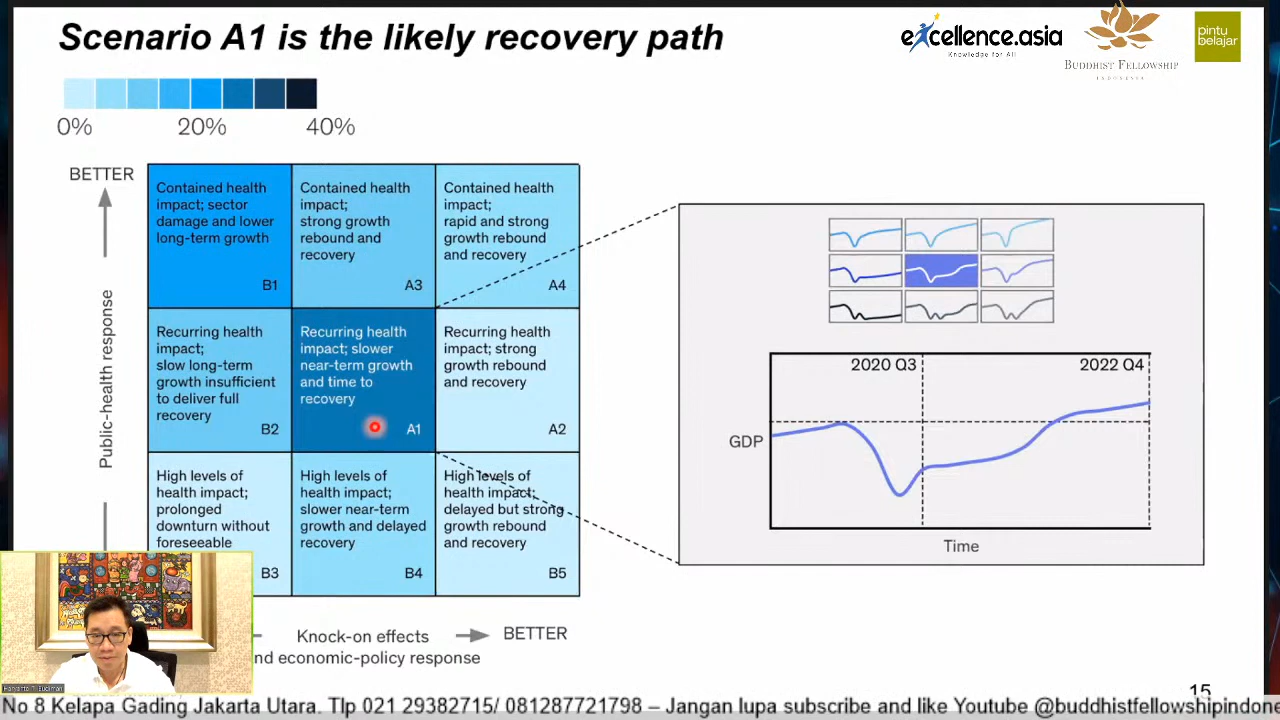 Scenario A1 is the likely recovery path
excellence.asia
Knowledge for All
BUDDHIST FELLOWSHIP
INDONESIA
pintu
belajar
0%
20%
40%
BETTER
Public-health response
Contained health
impact; sector
damage and lower
long-term growth
B1
Contained health
impact;
strong growth
rebound and
recovery
A3
Contained health
impact;
rapid and strong
growth rebound
and recovery
A4
Recurring health
impact;
slow long-term
growth insufficient
to deliver full
recovery
B2
Recurring health
impact; slower
near-term growth
and time to
recovery
A1
Recurring health
impact; strong
growth rebound
and recovery
A2
High levels of
health impact;
prolonged
downturn without
foreseeable
B3
High levels of
health impact;
slower near-term
growth and delayed
recovery
B4
High levels of
health impact;
delayed but strong
growth rebound
and recovery
B5
Knock-on effects
BETTER
nd economic-policy response
2020 Q3
2022 Q4
GDP
Time
15
No 8 Kelapa Gading Jakarta Utara. Tlp 021 29382715/ 081287721798 – Jangan lupa subscribe and like Youtube @buddhistfellowshipindone